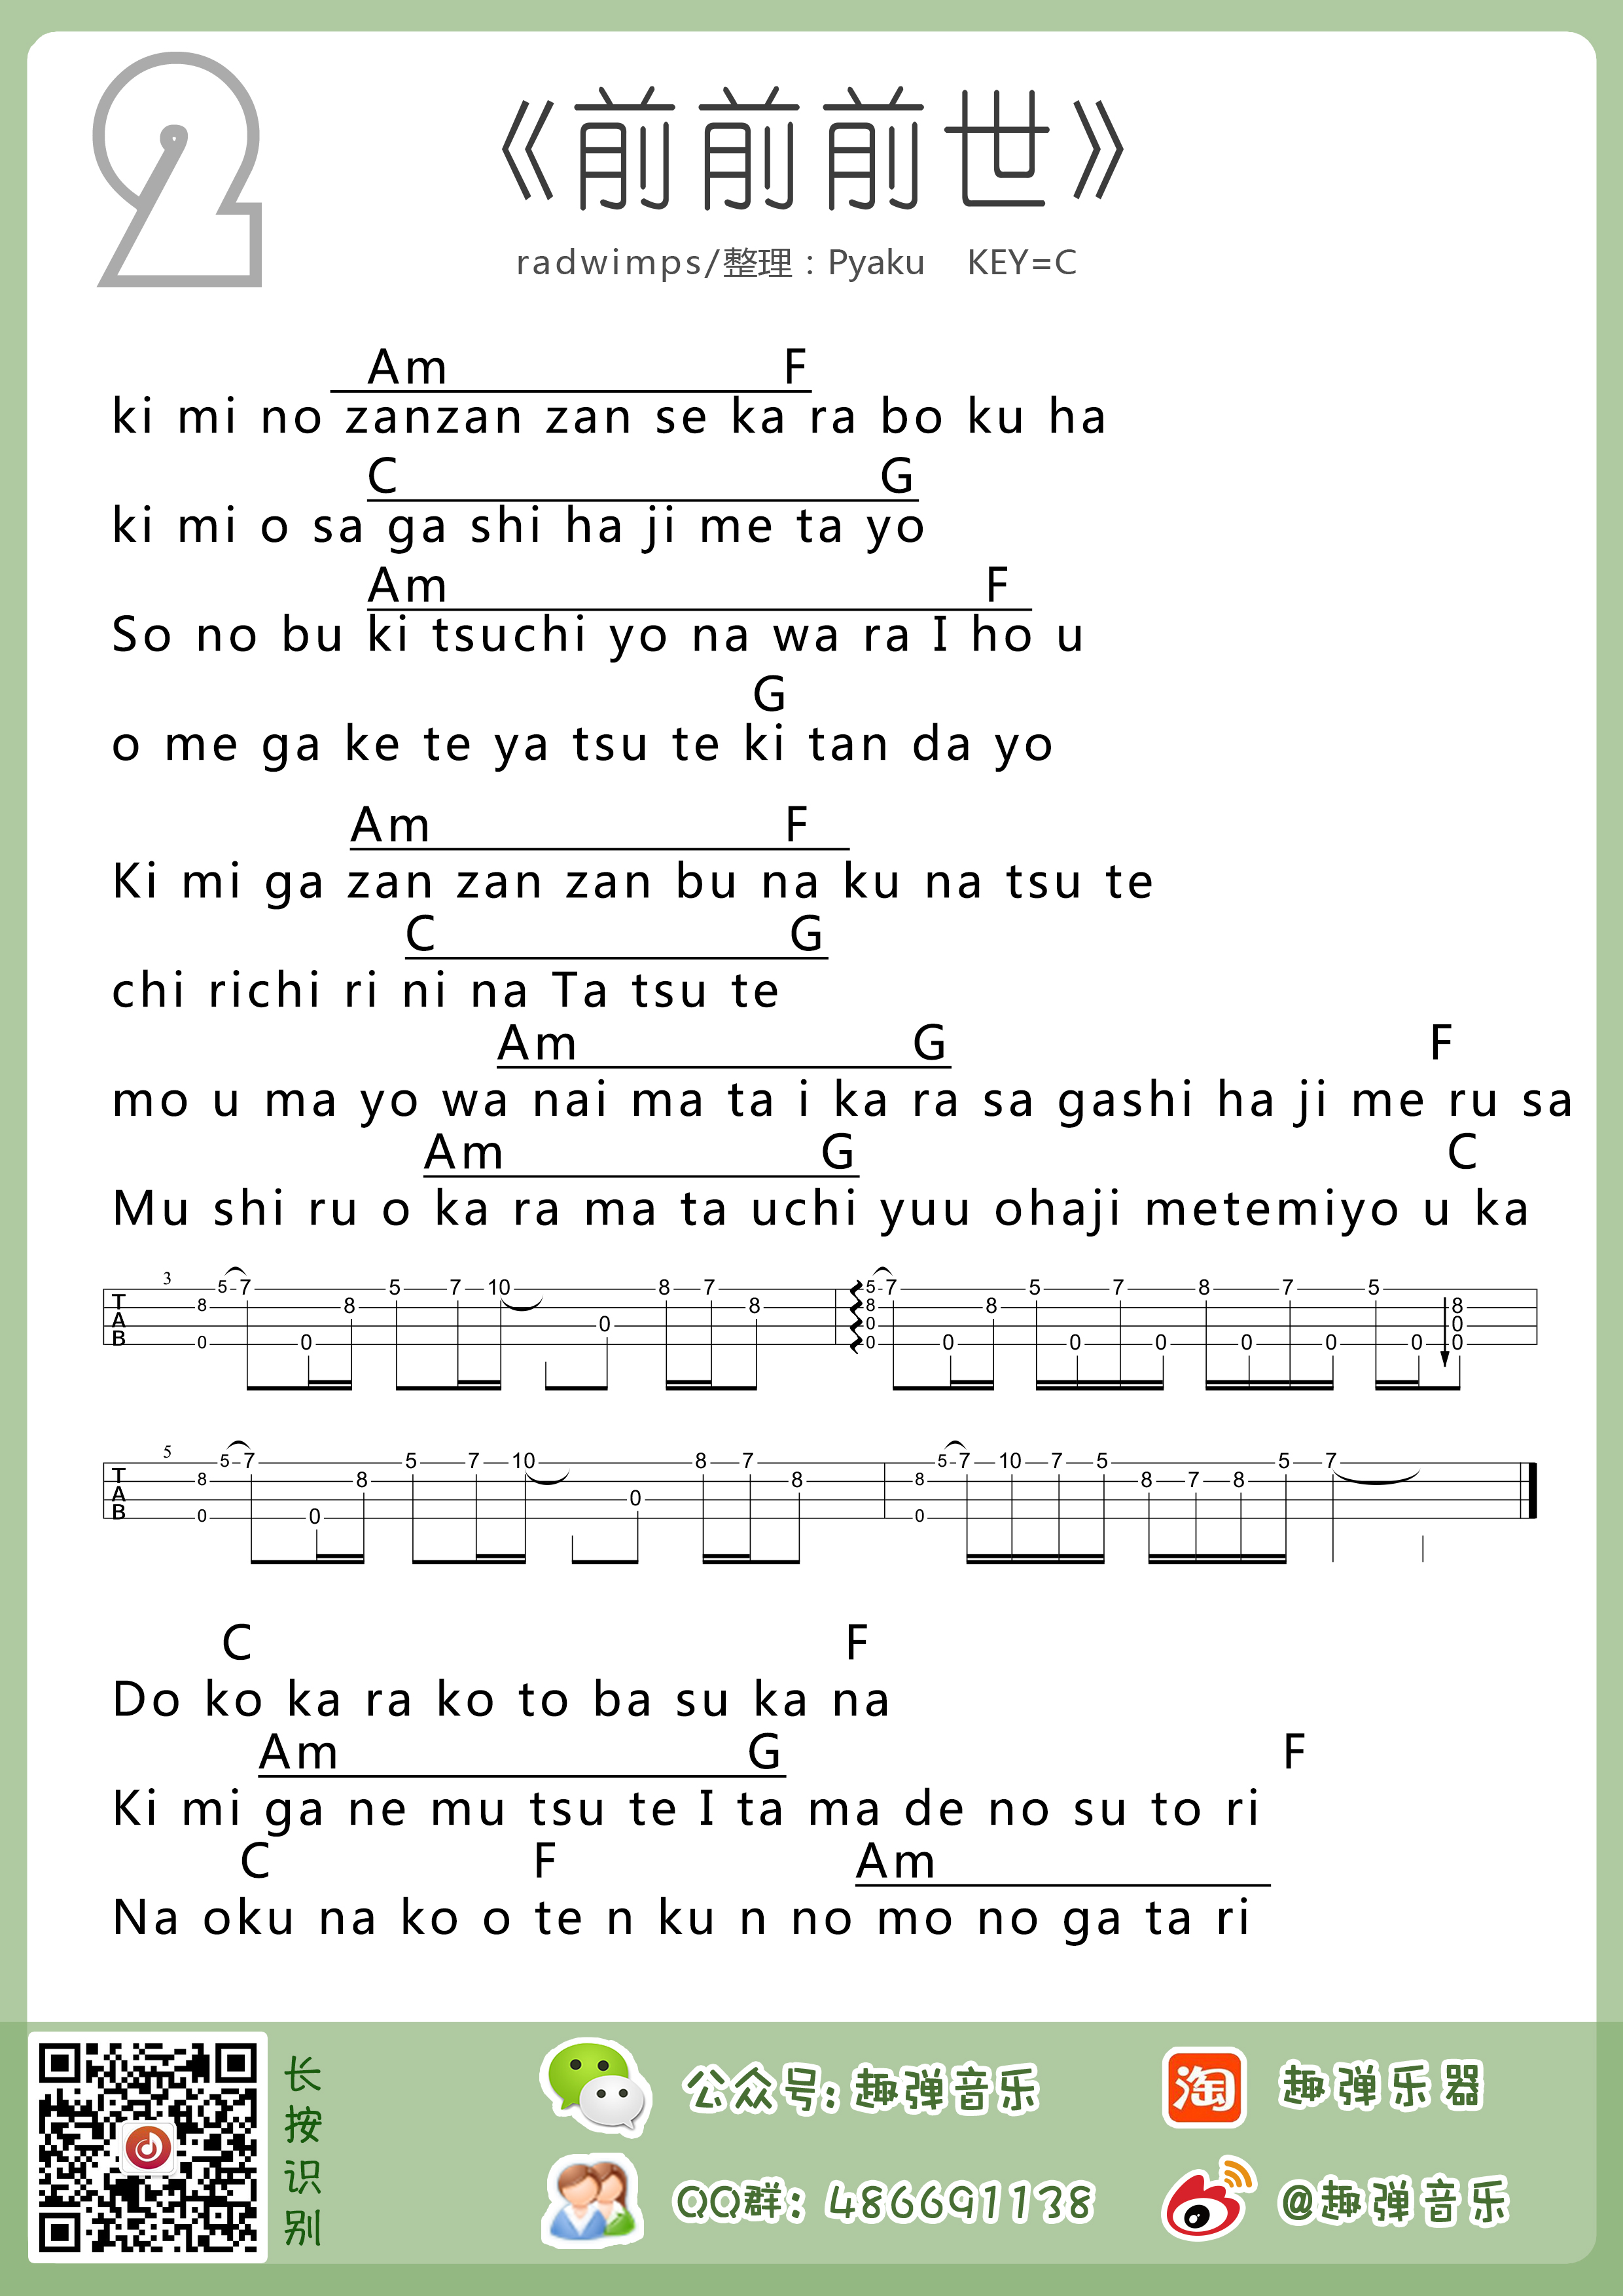 2
《前前前世》
radwimps/整理：Pyaku KEY=C
Am F
ki mi no zanzan zan se ka ra bo ku ha
C G
ki mi o sa ga shi ha ji me ta yo
Am F
So no bu ki tsuchi yo na wa ra I ho u
G
o me ga ke te ya tsu te ki tan da yo
Am F
Ki mi ga zan zan zan bu na ku na tsu te
C G
chi richi ri ni na Ta tsu te
Am G F
mo u ma yo wa nai ma ta i ka ra sa gashi ha ji me ru sa
Am G C
Mu shi ru o ka ra ma ta uchi yuu ohaji metemiyo u ka
3
5 7 5 7 10 8 7 5 7 5 7 8 7 5
8 8 8 8 8 8
0 0 0
0 0 0 0 0 0 0 0 0
TAB
5
5 7 5 7 10 8 7 5 7 10 7 5 5 7
8 8 8 8 8 7 8
0
0 0 0
TAB
C F
Do ko ka ra ko to ba su ka na
Am G F
Ki mi ga ne mu tsu te I ta ma de no su to ri
C F Am
Na oku na ko o te n ku n no mo no ga ta ri
长按识别
公众号：趣弹音乐
淘 趣弹乐器
QQ群：486691138
@趣弹音乐